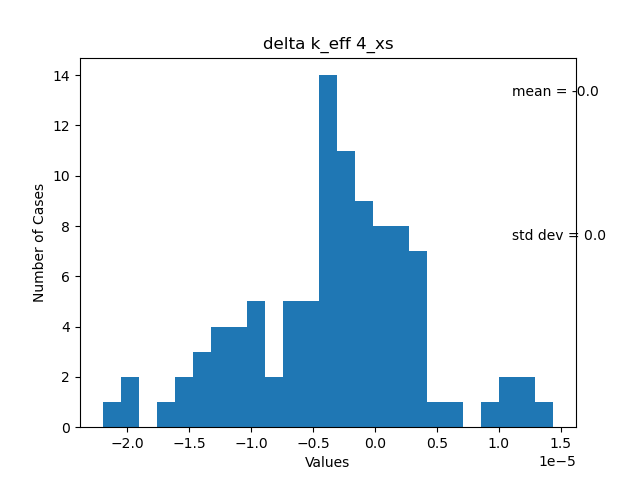 delta k_eff 4_xs
14
12
10
8
6
4
2
0
Number of Cases
mean = -0.0
std dev = 0.0
−2.0 −1.5 −1.0 −0.5 0.0 0.5 1.0 1.5
1e−5
Values